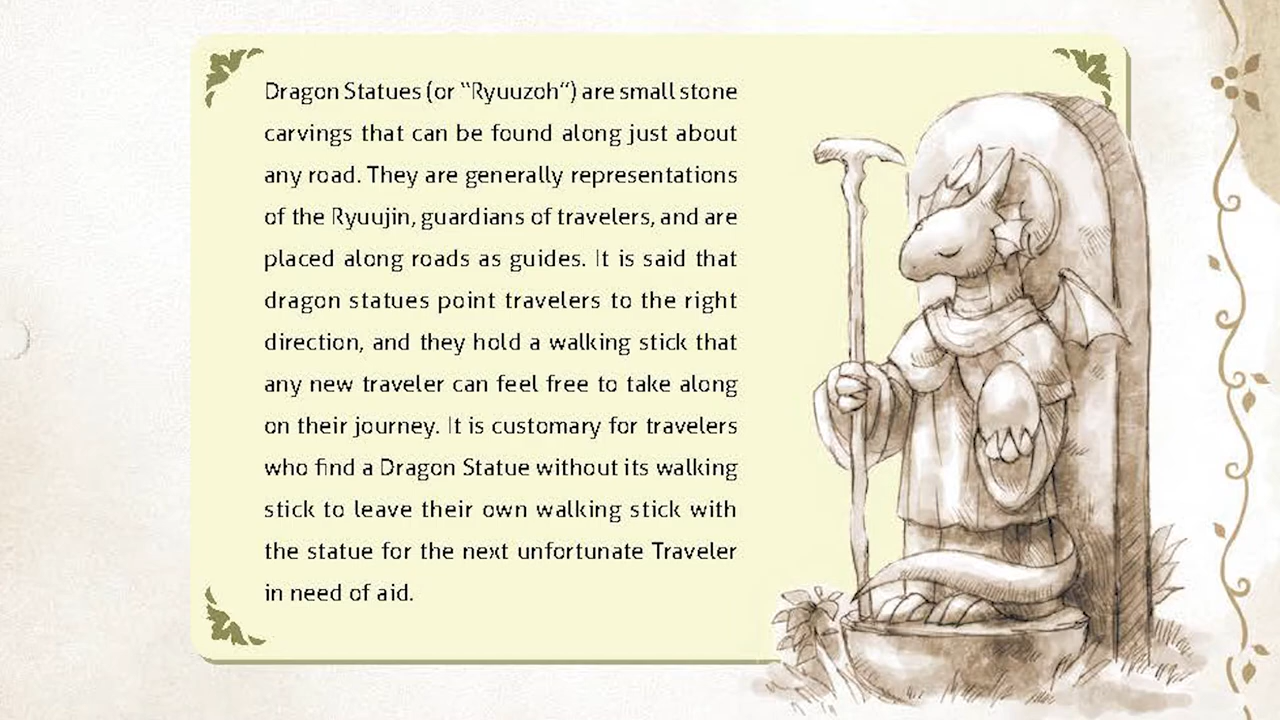 Dragon Statues (or “Ryuuzoh”) are small stone
carvings that can be found along just about
any road. They are generally representations
of the Ryuujin, guardians of travelers, and are
placed along roads as guides. It is said that
dragon statues point travelers to the right
direction, and they hold a walking stick that
any new traveler can feel free to take along
on their journey. It is customary for travelers
who find a Dragon Statue without its walking
stick to leave their own walking stick with
the statue for the next unfortunate Traveler
in need of aid.